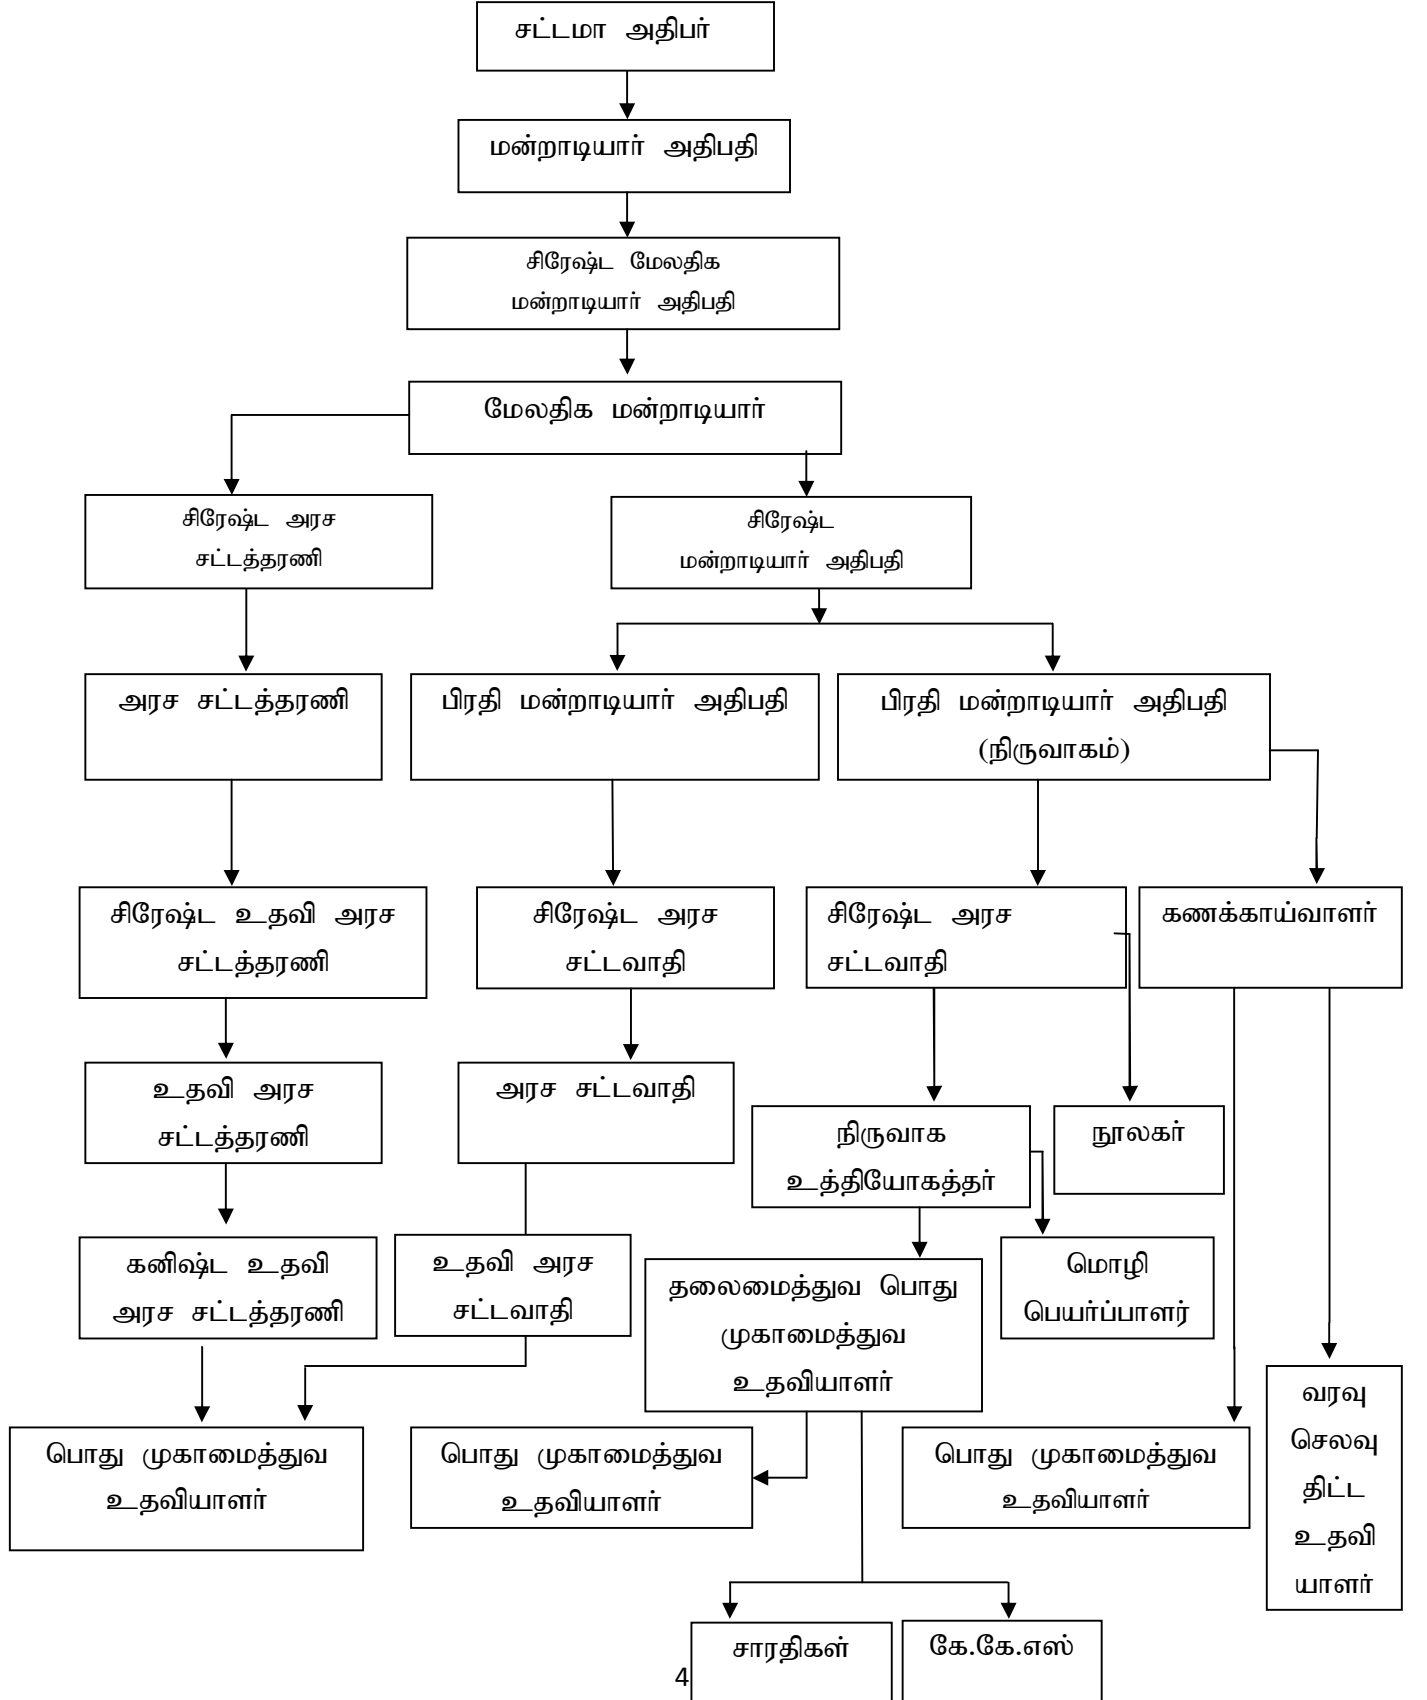 சட்டமா அதிபர்
மன்றாடியார் அதிபதி
சிரேஷ்ட மேலதிக
மன்றாடியார் அதிபதி
மேலதிக மன்றாடியார்
சிரேஷ்ட அரச
சட்டத்தரணி
சிரேஷ்ட
மன்றாடியார் அதிபதி
அரச சட்டத்தரணி
பிரதி மன்றாடியார் அதிபதி
பிரதி மன்றாடியார் அதிபதி
(நிருவாகம்)
சிரேஷ்ட உதவி அரச
சட்டத்தரணி
சிரேஷ்ட அரச
சட்டவாதி
சிரேஷ்ட அரச
சட்டவாதி
கணக்காய்வாளர்
உதவி அரச
சட்டத்தரணி
அரச சட்டவாதி
நிருவாக
உத்தியோகத்தர்
நூலகர்
கனிஷ்ட உதவி
அரச சட்டத்தரணி
உதவி அரச
சட்டவாதி
தலைமைத்துவ பொது
முகாமைத்துவ
உதவியாளர்
மொழி
பெயர்ப்பாளர்
பொது முகாமைத்துவ
உதவியாளர்
பொது முகாமைத்துவ
உதவியாளர்
பொது முகாமைத்துவ
உதவியாளர்
வரவு
செலவு
திட்ட
உதவி
யாளர்
சாரதிகள்
கே.கே.எஸ்
4